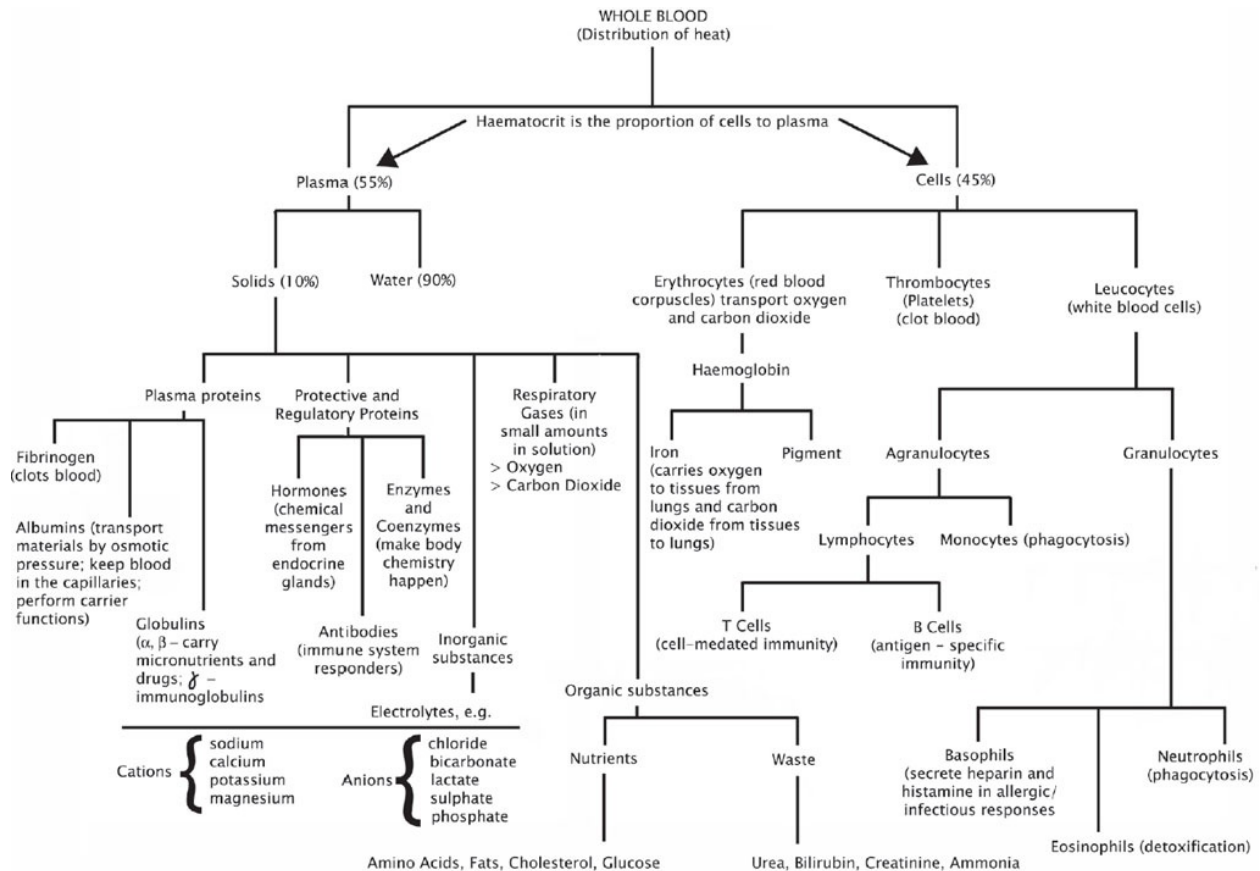 WHOLE BLOOD
(Distribution of heat)
Haematocrit is the proportion of cells to plasma
Plasma (55%)
Cells (45%)
Solids (10%)
Water (90%)
Erythrocytes (red blood
corpuscles) transport oxygen
and carbon dioxide
Thrombocytes
(Platelets)
(clot blood)
Leucocytes
(white blood cells)
Haemoglobin
Plasma proteins
Protective and
Regulatory Proteins
Respiratory
Gases (in
small amounts
in solution)
> Oxygen
> Carbon Dioxide
Iron
(carries oxygen
to tissues from
lungs and carbon
dioxide from tissues
to lungs)
Pigment
Agranulocytes
Granulocytes
Fibrinogen
(clots blood)
Hormones
(chemical
messengers
from
endocrine
glands)
Enzymes
and
Coenzymes
(make body
chemistry
happen)
Albumins (transport
materials by osmotic
pressure; keep blood
in the capillaries;
perform carrier
functions)
Lymphocytes
Monocytes (phagocytosis)
Globulins
(α, β – carry
micronutrients and
drugs; γ –
immunoglobulins
Antibodies
(immune system
responders)
Inorganic
substances
T Cells
(cell-medated immunity)
B Cells
(antigen - specific
immunity)
Organic substances
Electrolytes, e.g.
Cations
sodium
calcium
potassium
magnesium
Anions
chloride
bicarbonate
lactate
sulphate
phosphate
Nutrients
Waste
Basophils
(secrete heparin and
histamine in allergic/
infectious responses
Neutrophils
(phagocytosis)
Eosinophils (detoxification)
Amino Acids, Fats, Cholesterol, Glucose
Urea, Bilirubin, Creatinine, Ammonia